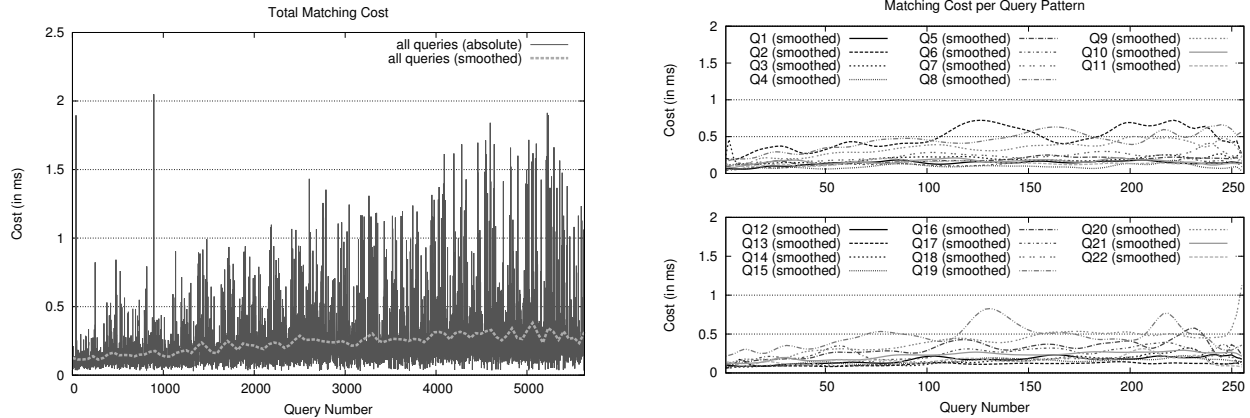 Total Matching Cost
2.5
2
1.5
1
0.5
0
0 1000 2000 3000 4000 5000
Cost (in ms)
Query Number
all queries (absolute)
all queries (smoothed)
Matching Cost per Query Pattern
2
1.5
1
0.5
0
50 100 150 200 250
Cost (in ms)
Q1 (smoothed)
Q2 (smoothed)
Q3 (smoothed)
Q4 (smoothed)
Q5 (smoothed)
Q6 (smoothed)
Q7 (smoothed)
Q8 (smoothed)
Q9 (smoothed)
Q10 (smoothed)
Q11 (smoothed)
2
1.5
1
0.5
0
50 100 150 200 250
Cost (in ms)
Query Number
Q12 (smoothed)
Q13 (smoothed)
Q14 (smoothed)
Q15 (smoothed)
Q16 (smoothed)
Q17 (smoothed)
Q18 (smoothed)
Q19 (smoothed)
Q20 (smoothed)
Q21 (smoothed)
Q22 (smoothed)